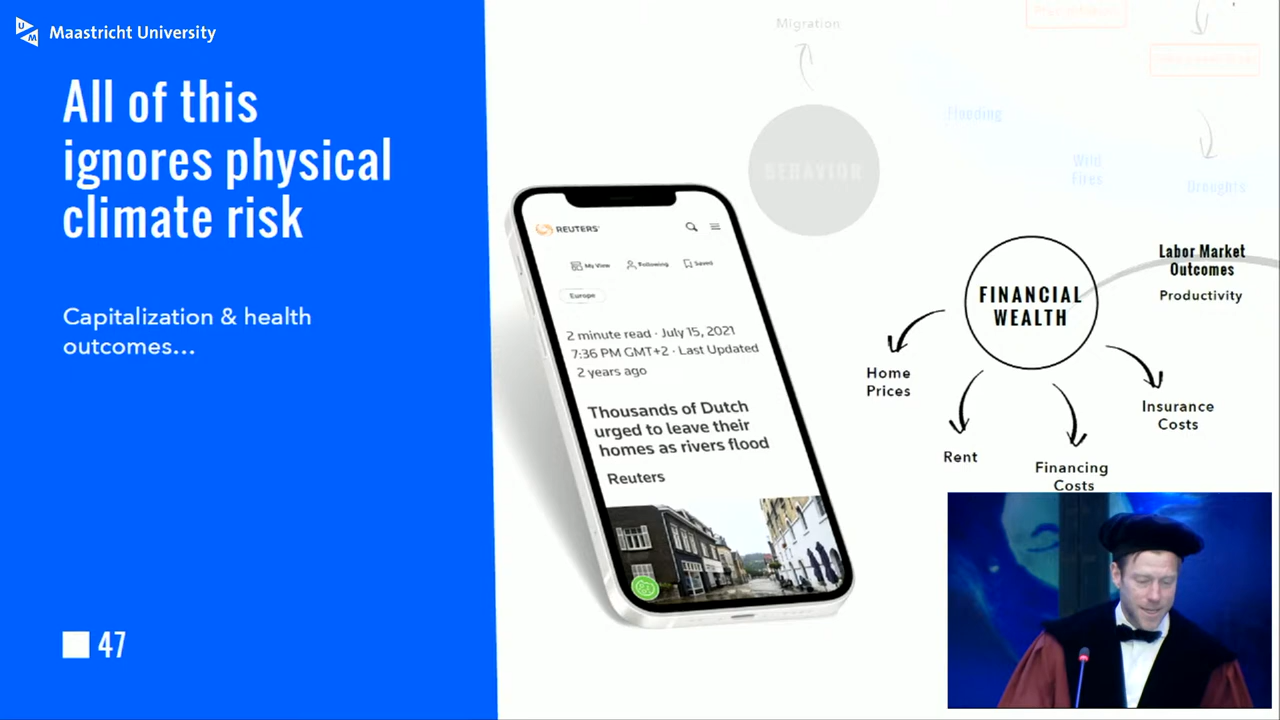 UM
Maastricht University
All of this
ignores physical
climate risk
Capitalization & health
outcomes...
47
Migration
BEHAVIOR
Flooding
Wild
Fires
Droughts
REUTERS
My View
Following
Saved
Europe
2 minute read · July 15, 2021
7:36 PM GMT+2 · Last Updated
2 years ago
Thousands of Dutch
urged to leave their
homes as rivers flood
Reuters
FINANCIAL
WEALTH
Labor Market
Outcomes
Productivity
Home
Prices
Rent
Financing
Costs
Insurance
Costs